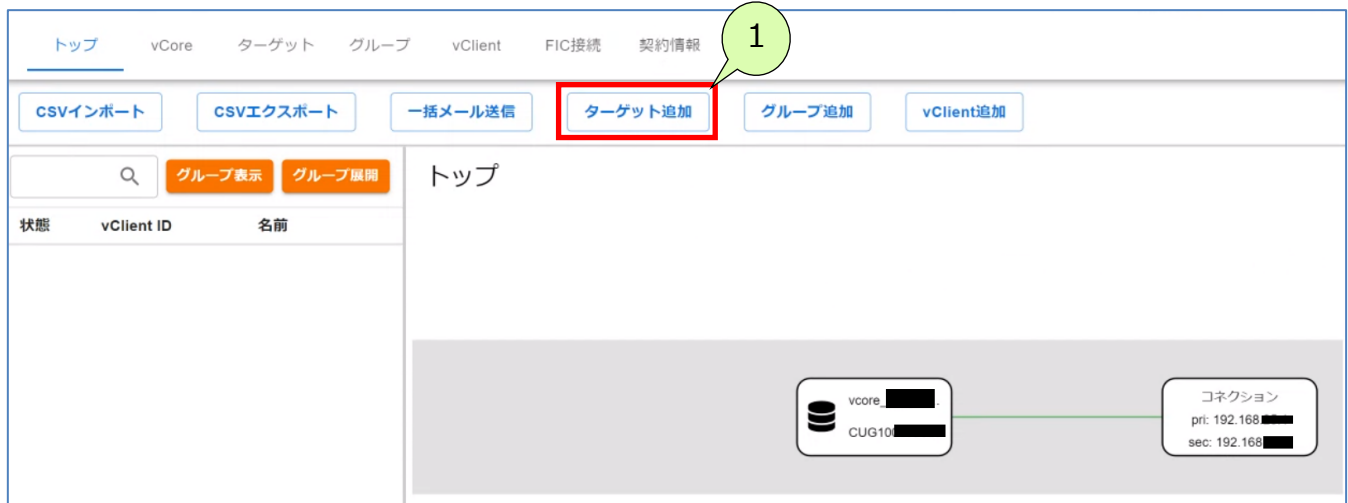 1
トップ vCore ターゲット グループ vClient FIC接続 契約情報
CSVインポート CSVエクスポート 一括メール送信 ターゲット追加 グループ追加 vClient追加
グループ表示 グループ展開
トップ
状態 vClient ID 名前
vcore_
CUG10
コネクション
pri: 192.168
sec: 192.168